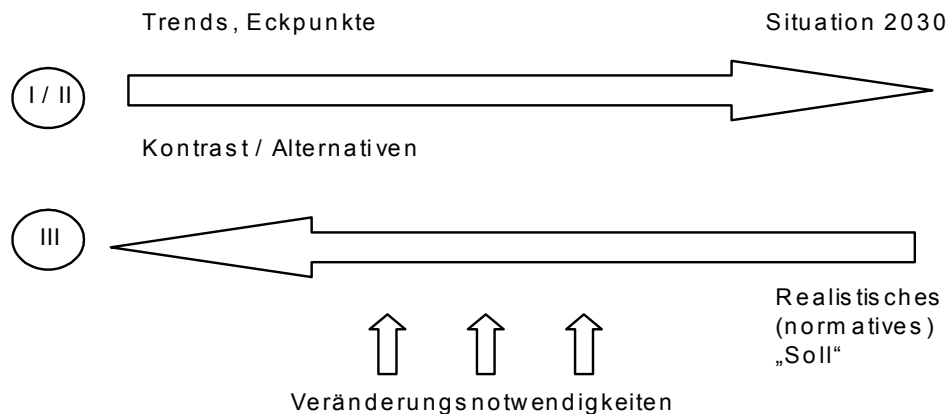 Trends, Eckpunkte Situation 2030
I / II
Kontrast / Alternativen
III
Realistisches
(normatives)
„Soll“
Veränderungsnotwendigkeiten